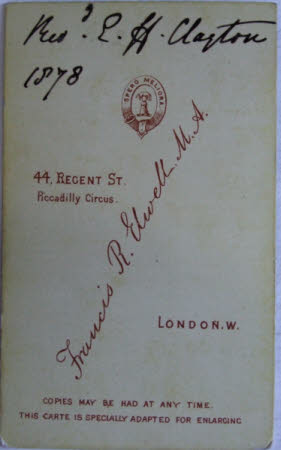 Recd. L. H. Clayton
1878
SPERO MELIORA
44, REGENT ST.
Piccadilly Circus.
Francis R. Elwell. M.A.
LONDON.W.
COPIES MAY BE HAD AT ANY TIME.
THIS CARTE IS SPECIALLY ADAPTED FOR ENLARGING